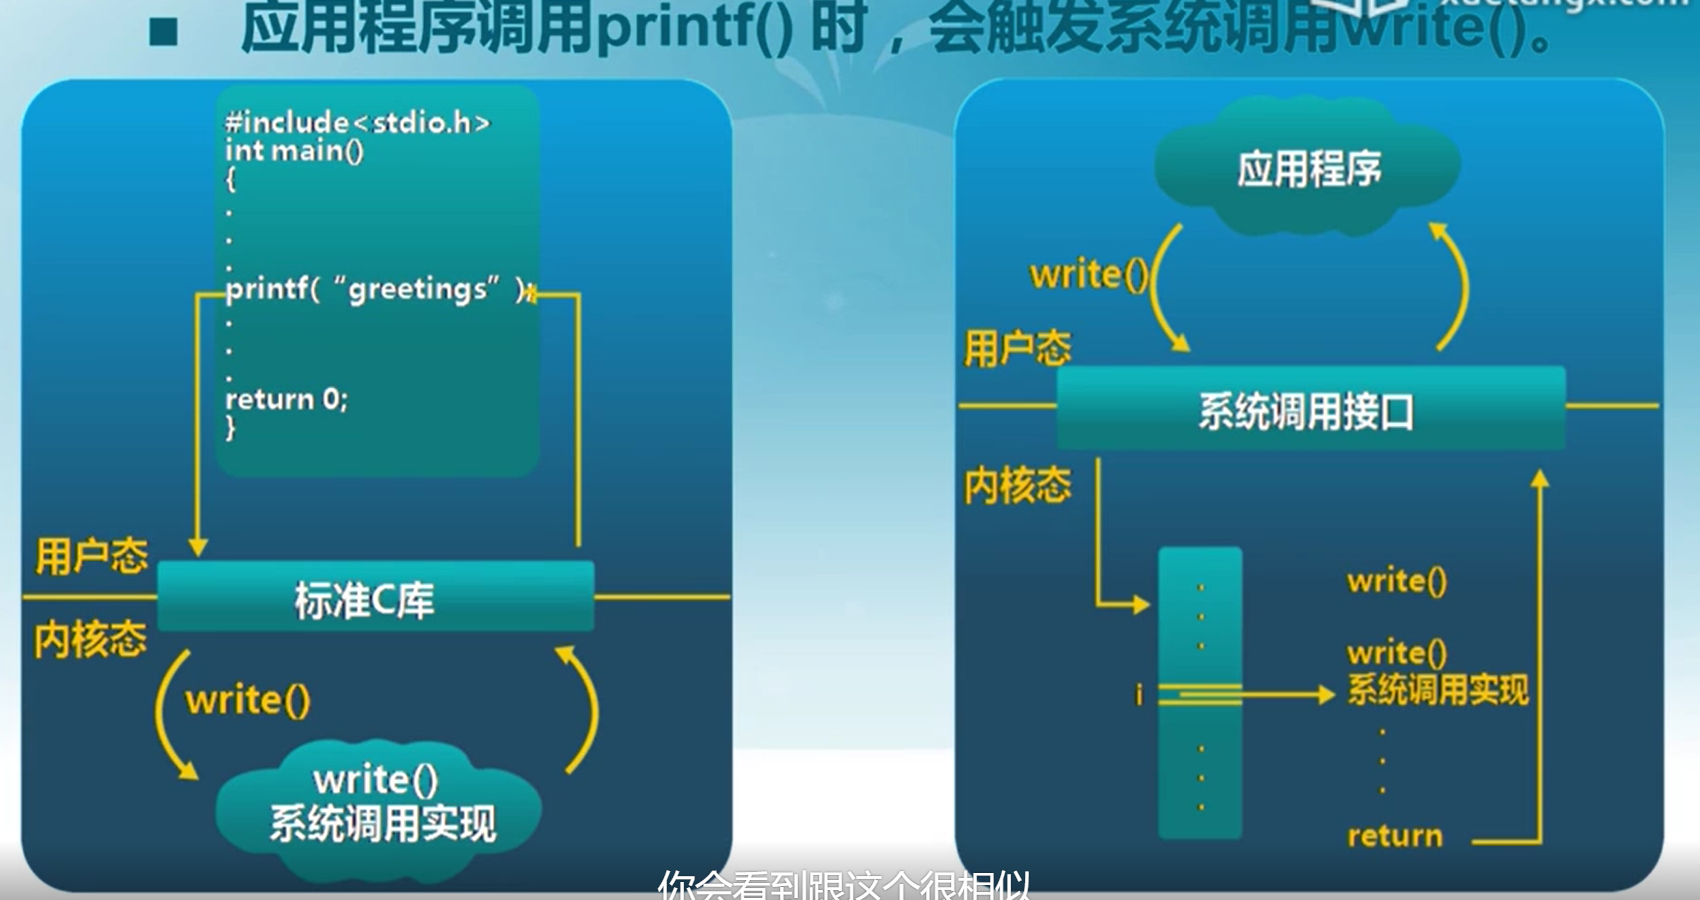 ■ 应用程序调用printf() 时，会触发系统调用write()。
xuetangx.com
#include<stdio.h>
int main()
{
.
.
.
printf( “greetings” );
.
.
.
return 0;
}
用户态
标准C库
内核态
write()
write()
系统调用实现
应用程序
write()
用户态
系统调用接口
内核态
.
.
.
i
.
.
.
write()
write()
系统调用实现
.
.
.
return
你会看到跟这个很相似